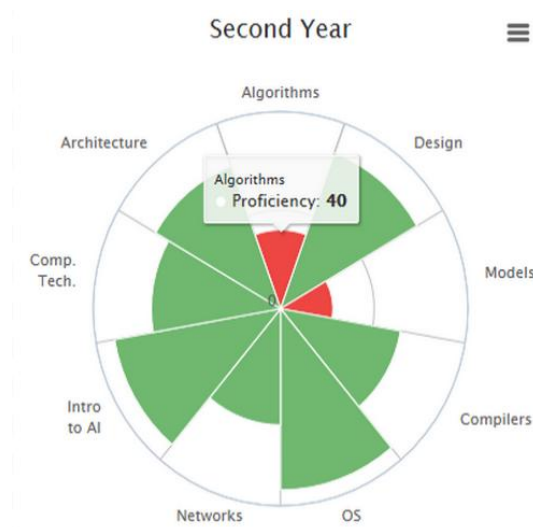 Second Year
Algorithms
Architecture
Design
Algorithms
Proficiency: 40
Comp.
Tech.
Models
0
Intro
to AI
Compilers
Networks
OS